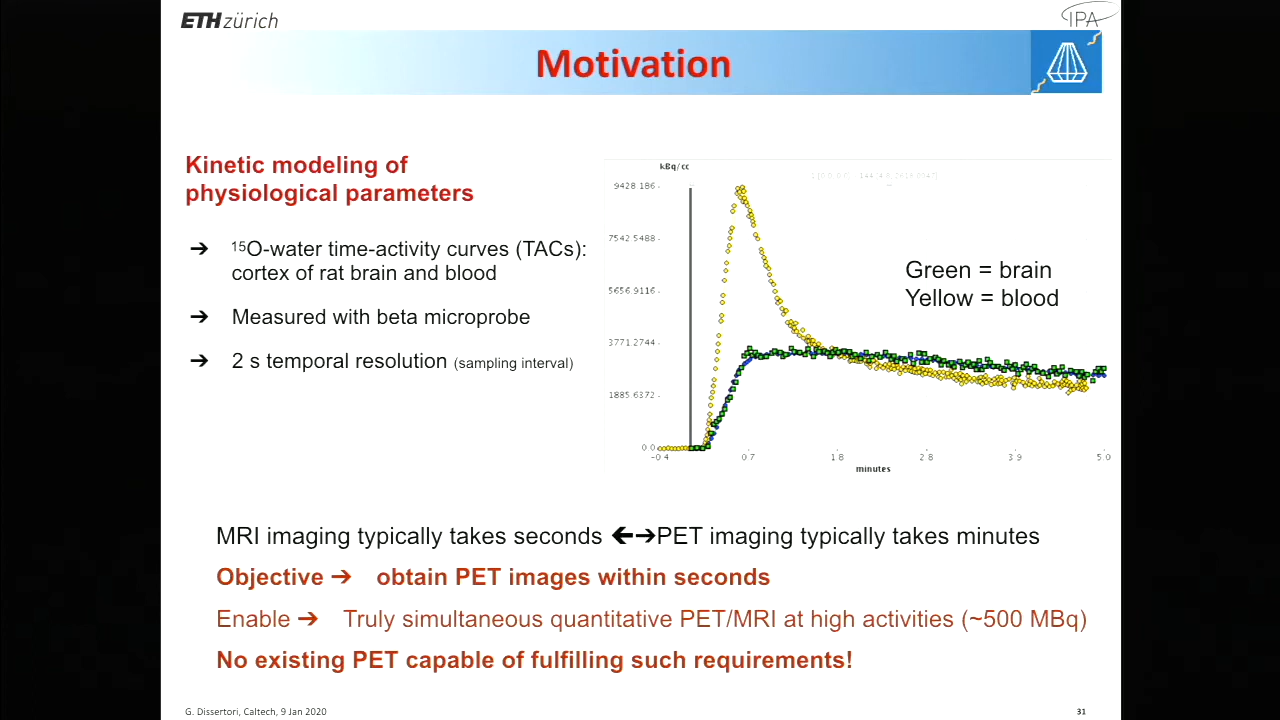 ETH zürich
IPA
Motivation
Kinetic modeling of
physiological parameters
➔ ¹⁵O-water time-activity curves (TACs):
cortex of rat brain and blood
➔ Measured with beta microprobe
➔ 2 s temporal resolution (sampling interval)
kBq/cc
9428.186
7542.5488
5656.9116
3771.2744
1885.6372
0.0
-0.4 0.7 1.8 2.8 3.9 5.0
minutes
Green = brain
Yellow = blood
MRI imaging typically takes seconds 🡸➔PET imaging typically takes minutes
Objective ➔ obtain PET images within seconds
Enable ➔ Truly simultaneous quantitative PET/MRI at high activities (~500 MBq)
No existing PET capable of fulfilling such requirements!
G. Dissertori, Caltech, 9 Jan 2020
31